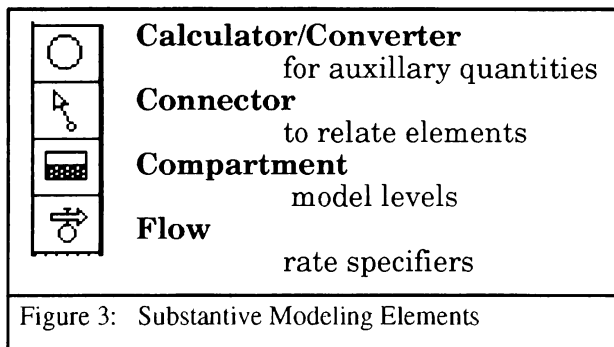 Calculator/Converter
for auxillary quantities
Connector
to relate elements
Compartment
model levels
Flow
rate specifiers
Figure 3: Substantive Modeling Elements